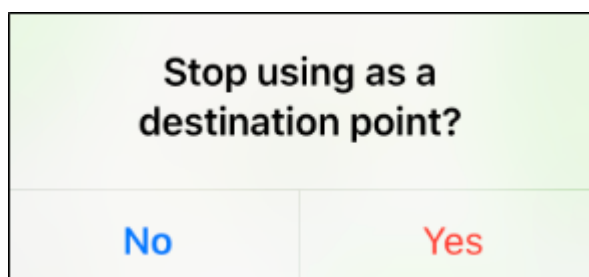 Stop using as a
destination point?
No
Yes